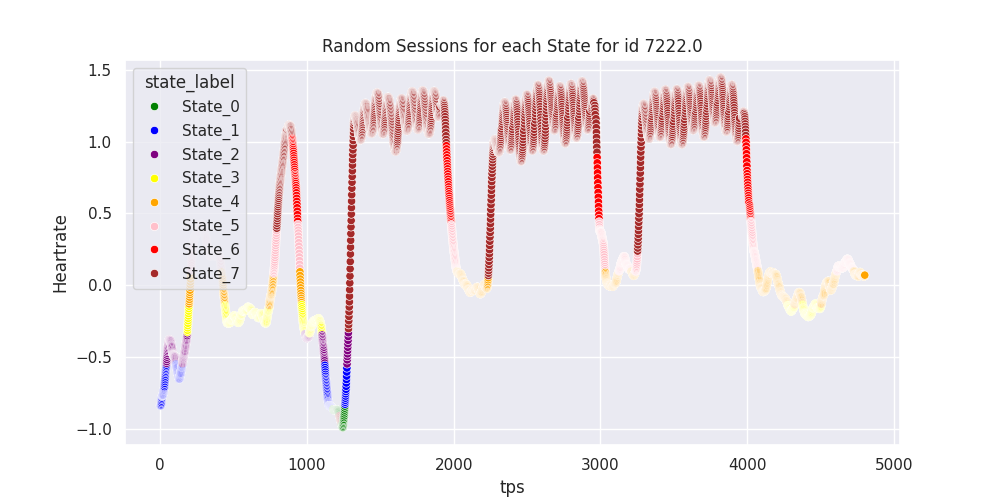 Random Sessions for each State for id 7222.0
state_label
State_0
State_1
State_2
State_3
State_4
State_5
State_6
State_7
Heartrate
1.5
1.0
0.5
0.0
−0.5
−1.0
0 1000 2000 3000 4000 5000
tps